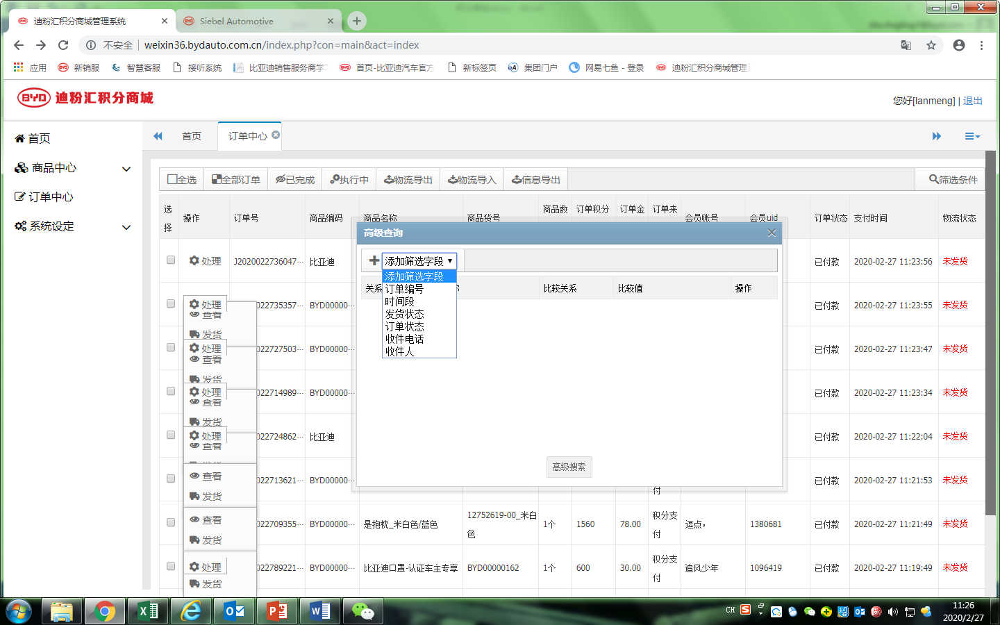 迪粉汇积分商城管理系统
Siebel Automotive
不安全 | weixin36.bydauto.com.cn/index.php?con=main&act=index
应用 新销服 智慧客服 接听系统 比亚迪销售服务商学 首页-比亚迪汽车官方 新标签页 集团门户 网易七鱼 - 登录 迪粉汇积分商城管理
BYD 迪粉汇积分商城
您好[lanmeng] | 退出
首页
商品中心
订单中心
系统设定
首页 订单中心
全选 全部订单 已完成 执行中 物流导出 物流导入 信息导出 筛选条件
选择 操作 订单号 商品编码 商品名称 商品货号 商品数 订单积分 订单金 订单来 会员账号 会员uid 订单状态 支付时间 物流状态
高级查询
添加筛选字段
添加筛选字段
订单编号
时间段
发货状态
订单状态
收件电话
收件人
关系 比较关系 比较值 操作
高级搜索
处理 J2020022736047··· 比亚迪 已付款 2020-02-27 11:23:56 未发货
处理 022735357··· BYD00000··· 已付款 2020-02-27 11:23:55 未发货
查看
发货
处理 022727503··· BYD00000··· 已付款 2020-02-27 11:23:47 未发货
查看
发货
处理 022714989··· BYD00000··· 已付款 2020-02-27 11:23:34 未发货
查看
发货
处理 022724862··· 比亚迪 已付款 2020-02-27 11:22:04 未发货
查看
查看 022713621··· BYD00000··· 付 已付款 2020-02-27 11:21:53 未发货
发货
查看 022709355··· BYD00000··· 是抱枕_米白色/蓝色 12752619-00_米白色 1个 1560 78.00 积分支付 逗点， 1380681 已付款 2020-02-27 11:21:49 未发货
发货
处理 022789221··· BYD00000··· 比亚迪口罩-认证车主专享 BYD00000162 1个 600 30.00 积分支付 追风少年 1096419 已付款 2020-02-27 11:19:49 未发货
发货
CH
11:26
2020/2/27